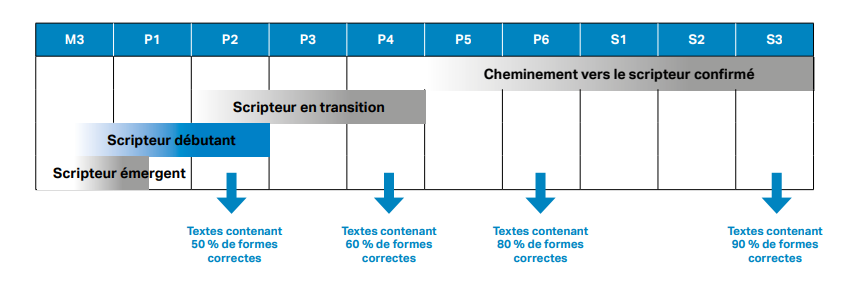 M3 P1 P2 P3 P4 P5 P6 S1 S2 S3
Cheminement vers le scripteur confirmé
Scripteur en transition
Scripteur débutant
Scripteur émergent
Textes contenant
50 % de formes
correctes
Textes contenant
60 % de formes
correctes
Textes contenant
80 % de formes
correctes
Textes contenant
90 % de formes
correctes